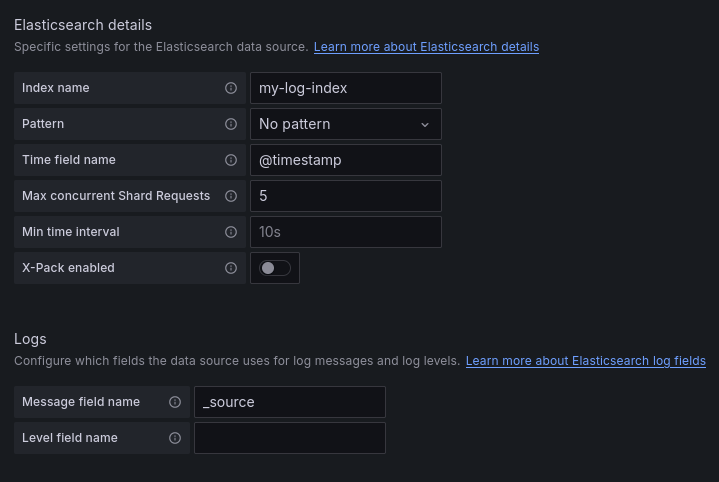 Elasticsearch details
Specific settings for the Elasticsearch data source. Learn more about Elasticsearch details
Index name my-log-index
Pattern No pattern
Time field name @timestamp
Max concurrent Shard Requests 5
Min time interval 10s
X-Pack enabled
Logs
Configure which fields the data source uses for log messages and log levels. Learn more about Elasticsearch log fields
Message field name _source
Level field name